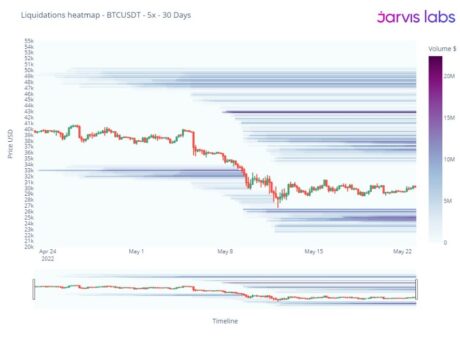 Liquidations heatmap - BTCUSDT - 5x - 30 Days
jarvis labs
Volume $
55k
54k
53k
52k
51k
50k
49k
48k
47k
46k
45k
44k
43k
42k
41k
40k
39k
38k
37k
36k
35k
34k
33k
32k
31k
30k
29k
28k
27k
26k
25k
24k
23k
22k
21k
20k
Price USD
20M
15M
10M
5M
0
Apr 24
2022
May 1
May 8
May 15
May 22
Timeline